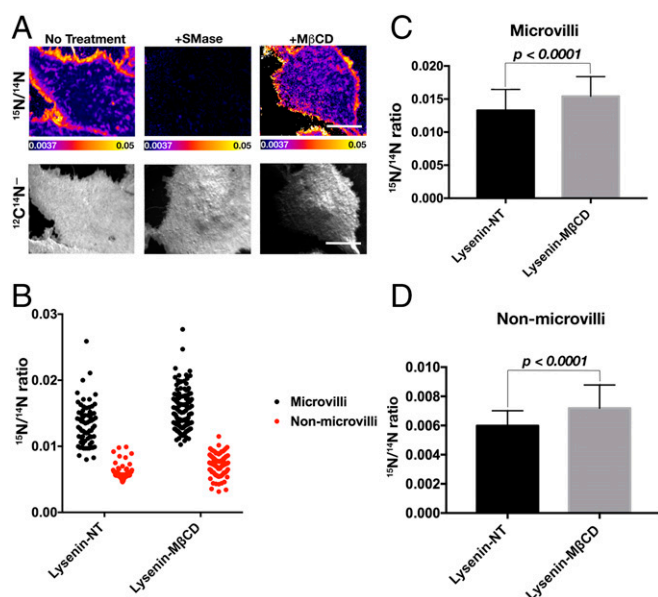 A
No Treatment
+SMase
+MβCD
¹⁵N/¹⁴N
0.0037 0.05
0.0037 0.05
0.0037 0.05
¹²C¹⁴N–
B
¹⁵N/¹⁴N ratio
0.03
0.02
0.01
0.00
Lysenin-NT
Lysenin-MβCD
Microvilli
Non-microvilli
C
Microvilli
p < 0.0001
¹⁵N/¹⁴N ratio
0.020
0.015
0.010
0.005
0.000
Lysenin-NT
Lysenin-MβCD
D
Non-microvilli
p < 0.0001
¹⁵N/¹⁴N ratio
0.010
0.008
0.006
0.004
0.002
0.000
Lysenin-NT
Lysenin-MβCD